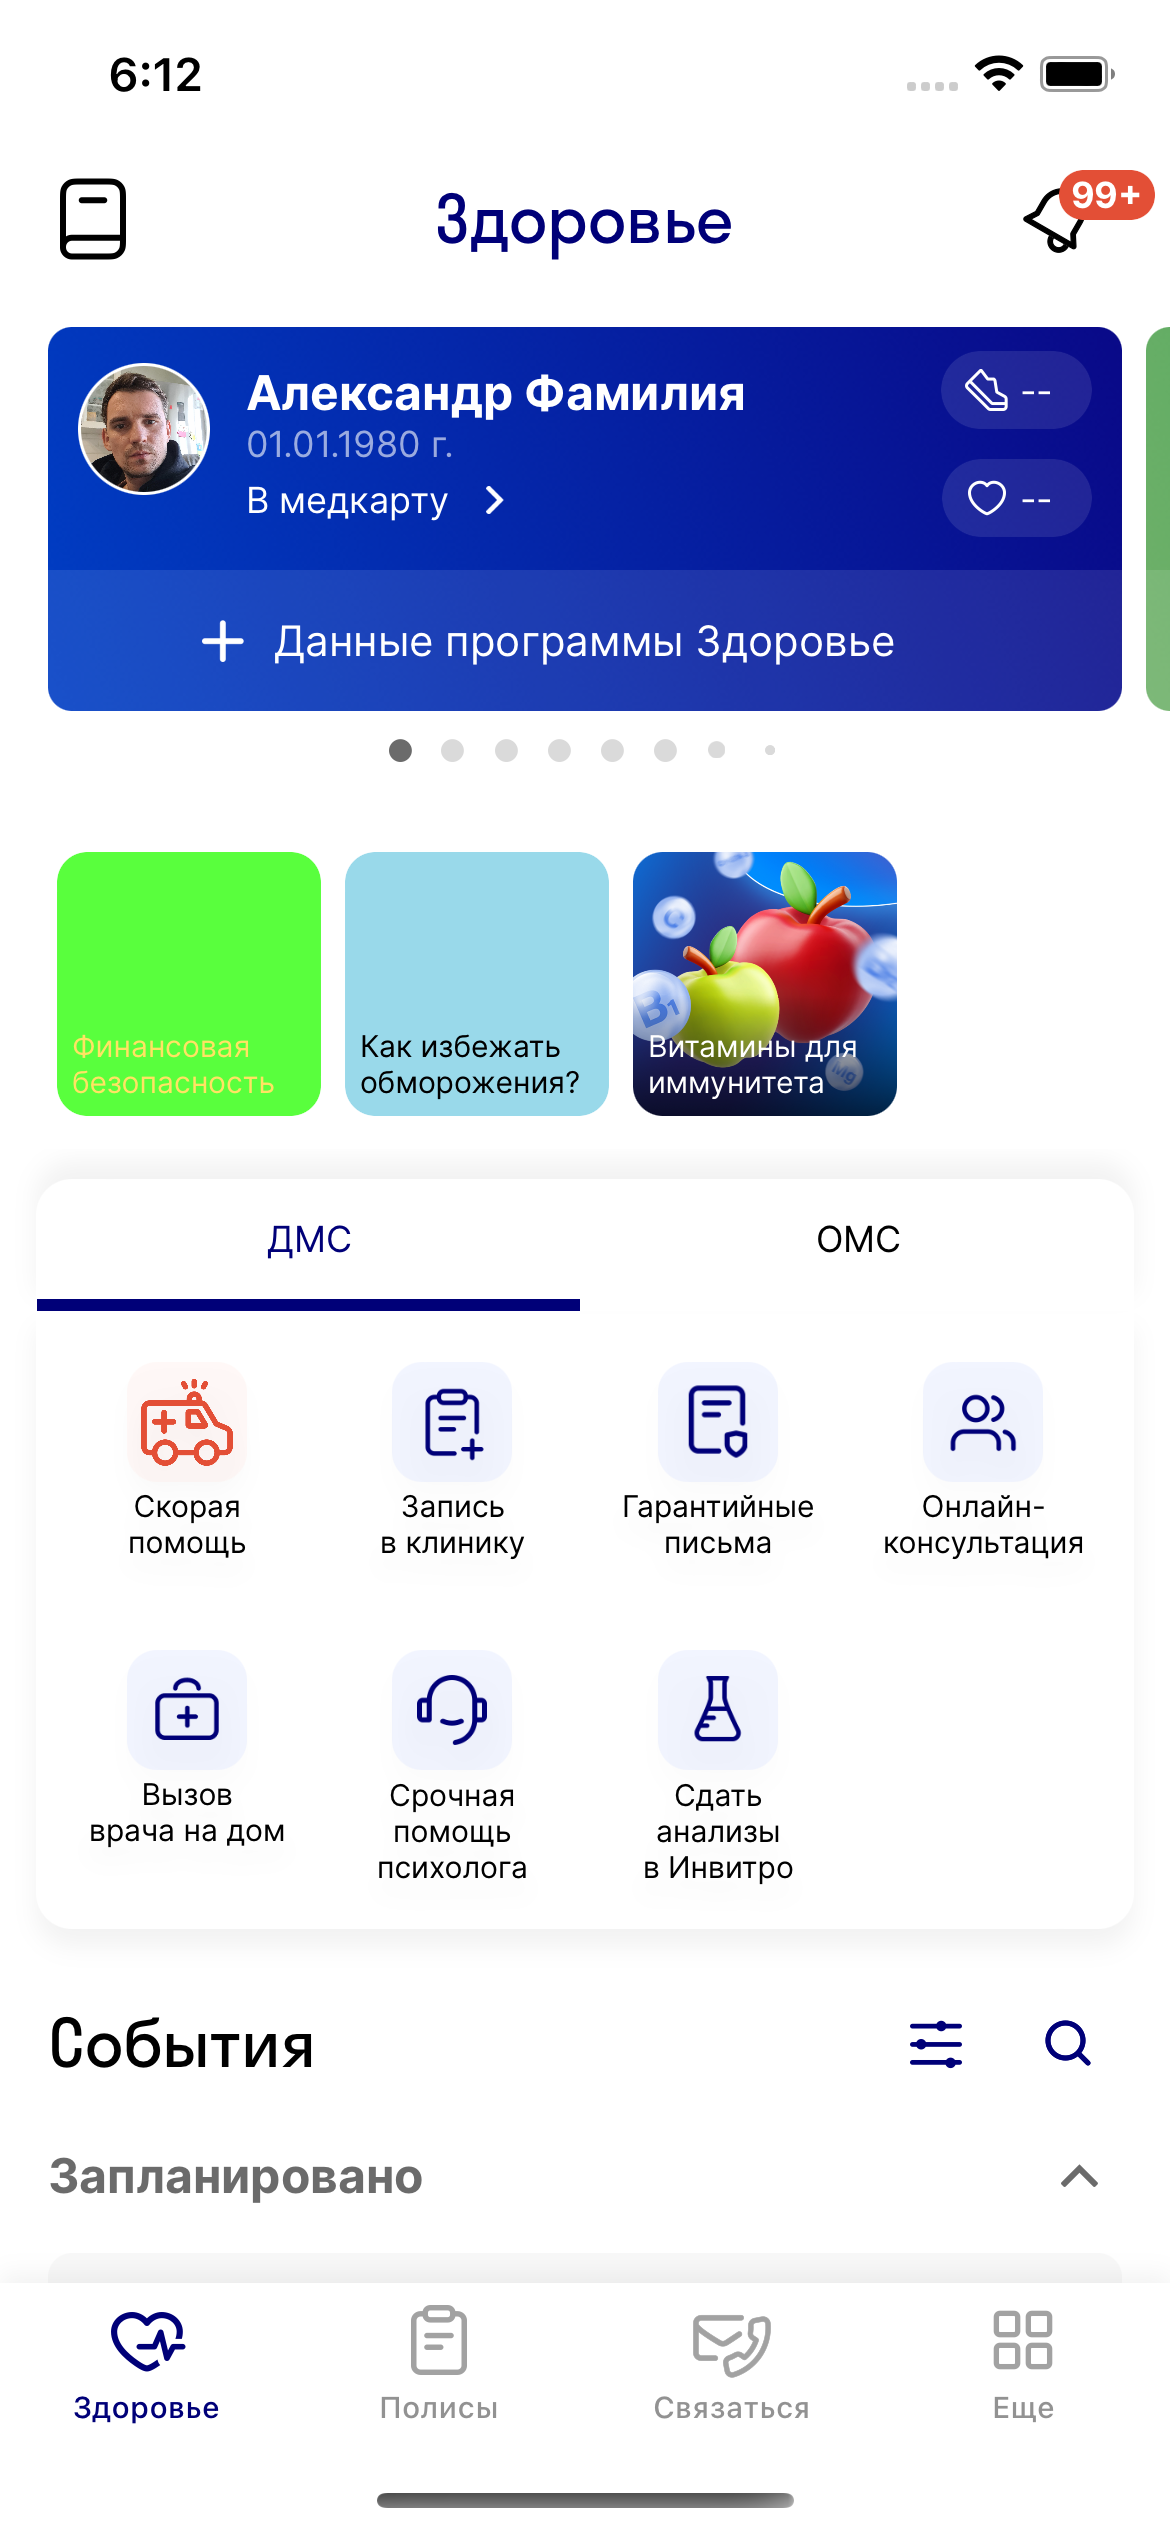 6:12
Здоровье
99+
Александр Фамилия
01.01.1980 г.
В медкарту
--
--
Данные программы Здоровье
Финансовая
безопасность
Как избежать
обморожения?
B1
C
Mg
Витамины для
иммунитета
ДМС
ОМС
Скорая
помощь
Запись
в клинику
Гарантийные
письма
Онлайн-
консультация
Вызов
врача на дом
Срочная
помощь
психолога
Сдать
анализы
в Инвитро
События
Запланировано
Здоровье
Полисы
Связаться
Еще